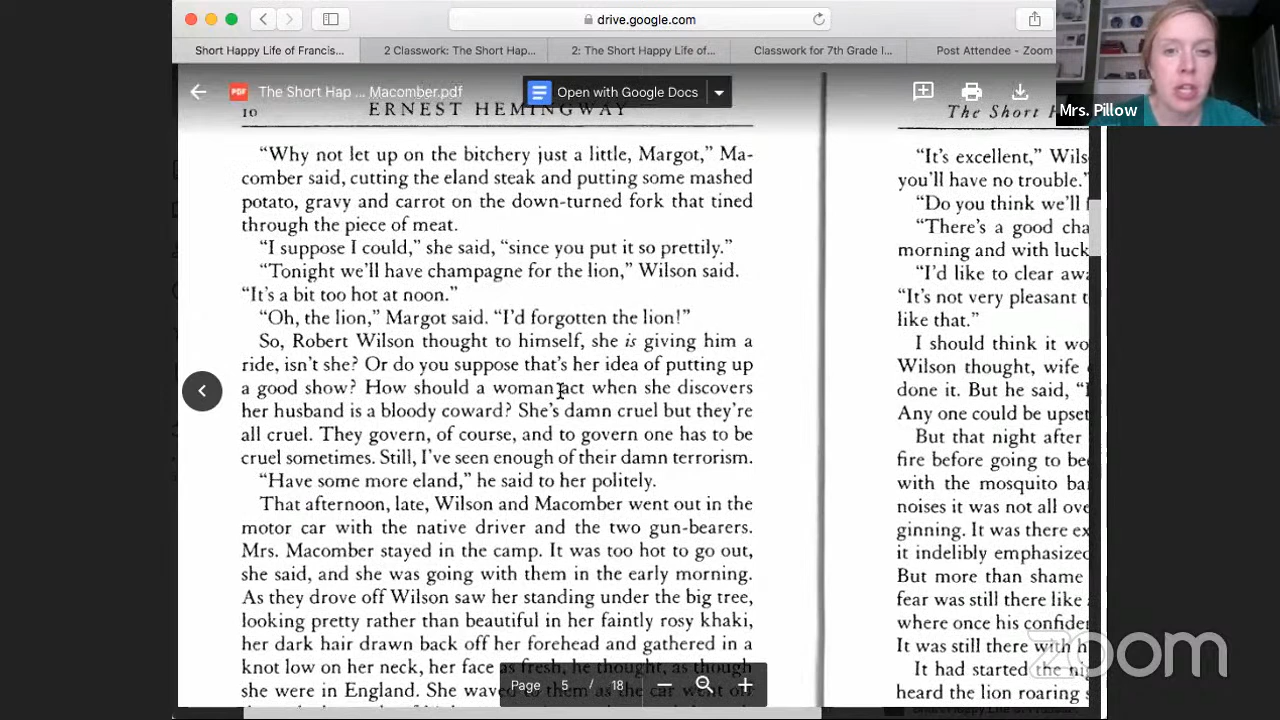 drive.google.com
Short Happy Life of Francis...
2 Classwork: The Short Hap...
2: The Short Happy Life of...
Classwork for 7th Grade I...
Post Attendee - Zoom
PDF
The Short Hap ... Macomber.pdf
Open with Google Docs
Mrs. Pillow
10
ERNEST HEMINGWAY
“Why not let up on the bitchery just a little, Margot,” Ma-
comber said, cutting the eland steak and putting some mashed
potato, gravy and carrot on the down-turned fork that tined
through the piece of meat.
“I suppose I could,” she said, “since you put it so prettily.”
“Tonight we’ll have champagne for the lion,” Wilson said.
“It’s a bit too hot at noon.”
“Oh, the lion,” Margot said. “I’d forgotten the lion!”
So, Robert Wilson thought to himself, she is giving him a
ride, isn’t she? Or do you suppose that’s her idea of putting up
a good show? How should a woman act when she discovers
her husband is a bloody coward? She’s damn cruel but they’re
all cruel. They govern, of course, and to govern one has to be
cruel sometimes. Still, I’ve seen enough of their damn terrorism.
“Have some more eland,” he said to her politely.
That afternoon, late, Wilson and Macomber went out in the
motor car with the native driver and the two gun-bearers.
Mrs. Macomber stayed in the camp. It was too hot to go out,
she said, and she was going with them in the early morning.
As they drove off Wilson saw her standing under the big tree,
looking pretty rather than beautiful in her faintly rosy khaki,
her dark hair drawn back off her forehead and gathered in a
knot low on her neck, her face as fresh, he thought, as though
she were in England. She waved to them as the car went off
The Short
“It’s excellent,” Wils
you’ll have no trouble.”
“Do you think we’ll
“There’s a good cha
morning and with luck
“I’d like to clear awa
“It’s not very pleasant t
like that.”
I should think it wo
Wilson thought, wife
done it. But he said, “
Any one could be upset
But that night after
fire before going to be
with the mosquito ba
noises it was not all ove
ginning. It was there ex
it indelibly emphasized
But more than shame
fear was still there like
where once his confide
It was still there with h
It had started the ni
heard the lion roaring s
Page 5 / 18
zoom